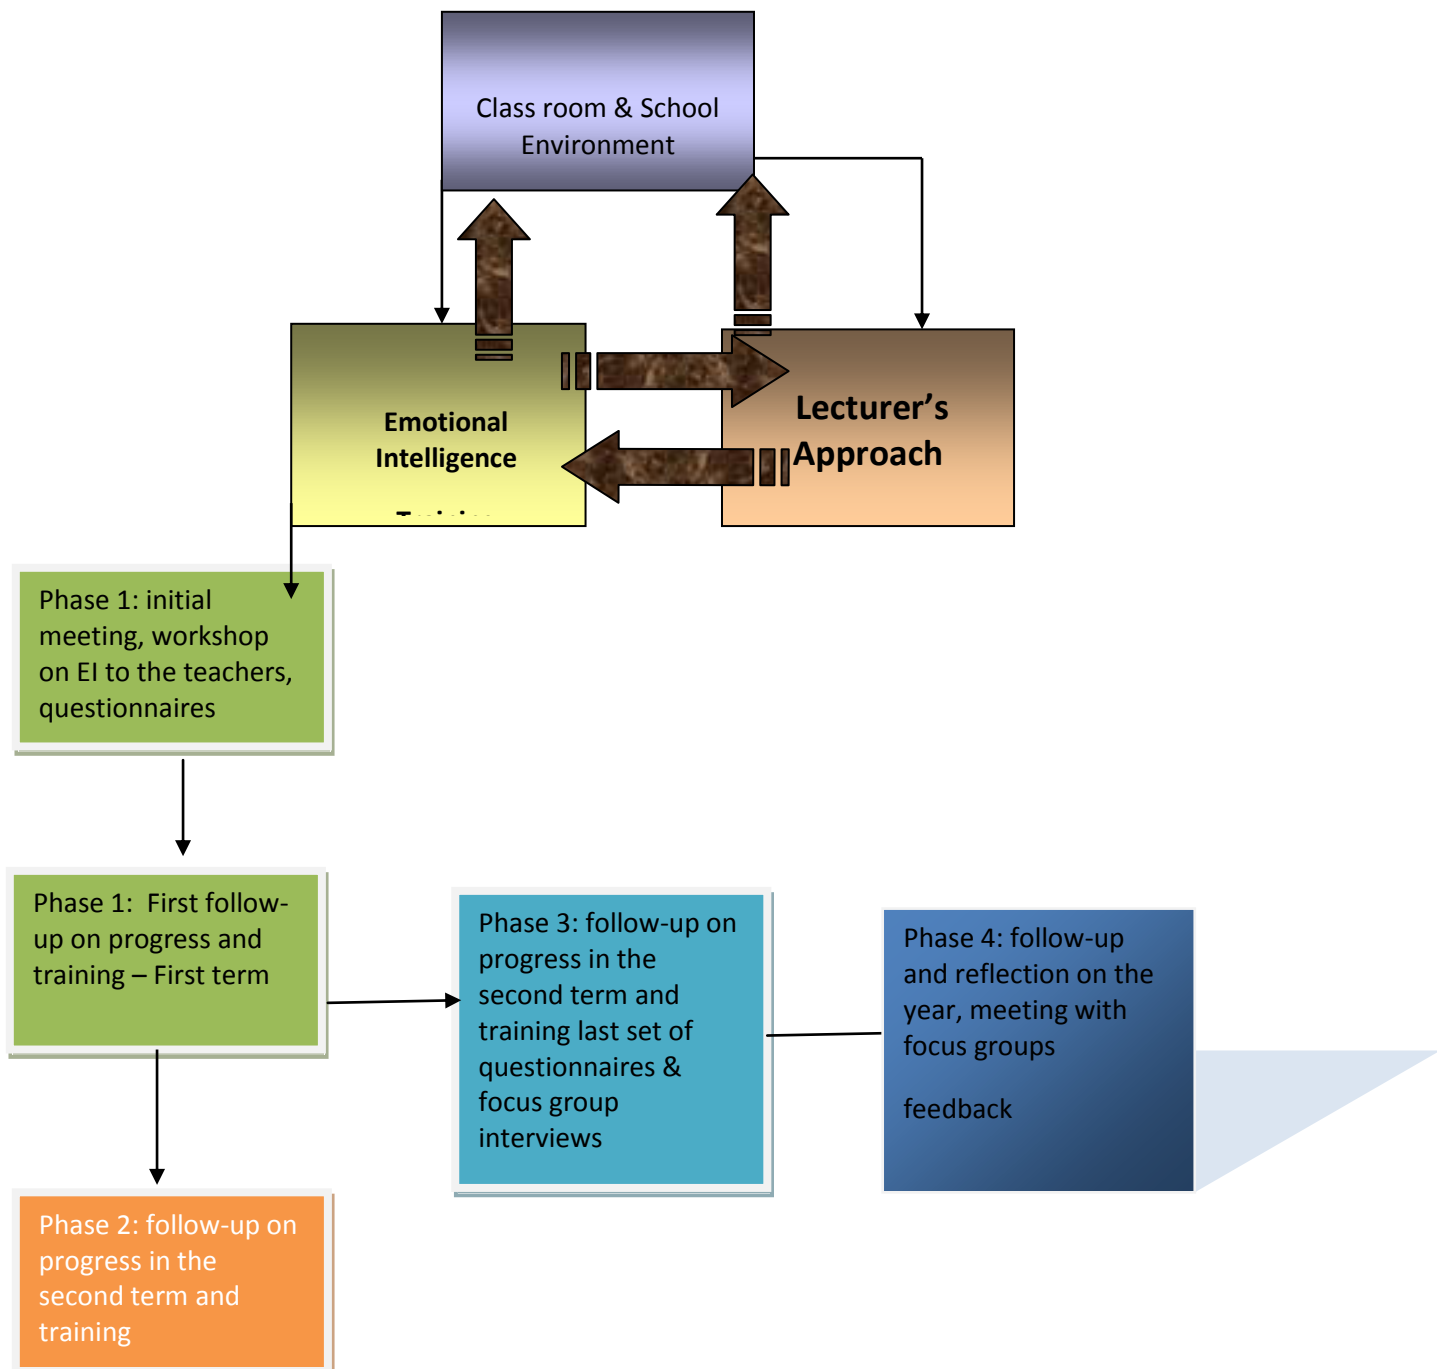 Class room & School
Environment
Emotional
Intelligence
Lecturer’s
Approach
Phase 1: initial
meeting, workshop
on EI to the teachers,
questionnaires
Phase 1:  First follow-
up on progress and
training – First term
Phase 3: follow-up on
progress in the
second term and
training last set of
questionnaires &
focus group
interviews
Phase 4: follow-up
and reflection on the
year, meeting with
focus groups
feedback
Phase 2: follow-up on
progress in the
second term and
training